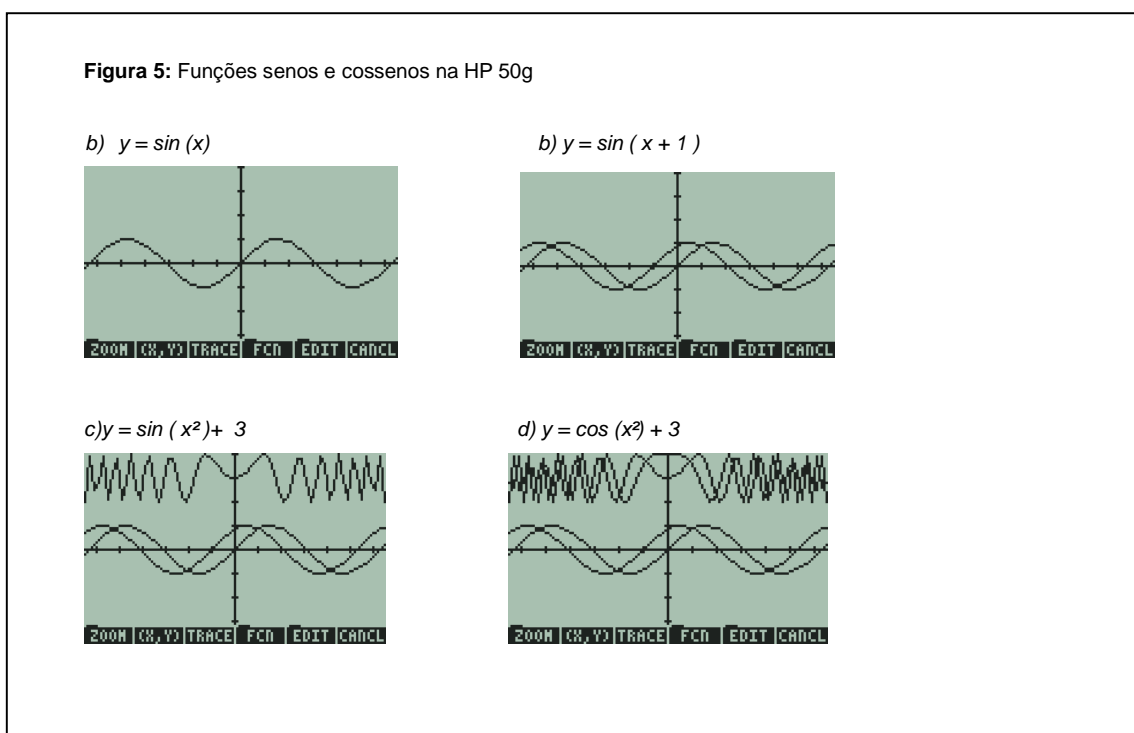 Figura 5: Funções senos e cossenos na HP 50g
b) y = sin (x)
b) y = sin ( x + 1 )
ZOOM (X,Y) TRACE FCN EDIT CANCL
ZOOM (X,Y) TRACE FCN EDIT CANCL
c)y = sin ( x² )+ 3
d) y = cos (x²) + 3
ZOOM (X,Y) TRACE FCN EDIT CANCL
ZOOM (X,Y) TRACE FCN EDIT CANCL